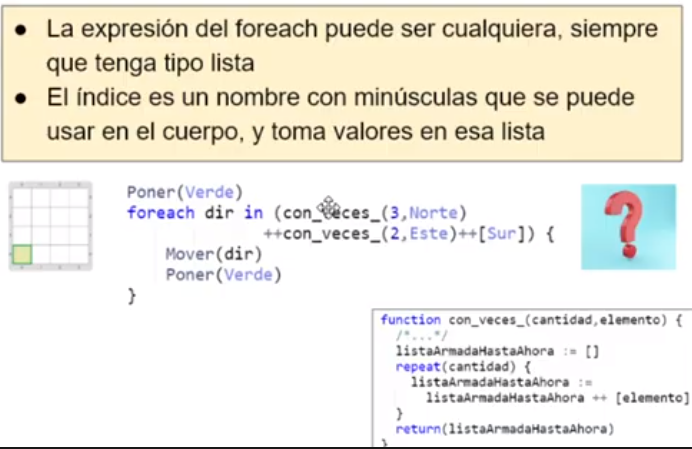 ● La expresión del foreach puede ser cualquiera, siempre
que tenga tipo lista
● El índice es un nombre con minúsculas que se puede
usar en el cuerpo, y toma valores en esa lista
Poner(Verde)
foreach dir in (con_veces_(3,Norte)
++con_veces_(2,Este)++[Sur]) {
Mover(dir)
Poner(Verde)
}
function con_veces_(cantidad,elemento) {
/*...*/
listaArmadaHastaAhora := []
repeat(cantidad) {
listaArmadaHastaAhora :=
listaArmadaHastaAhora ++ [elemento]
}
return(listaArmadaHastaAhora)
}